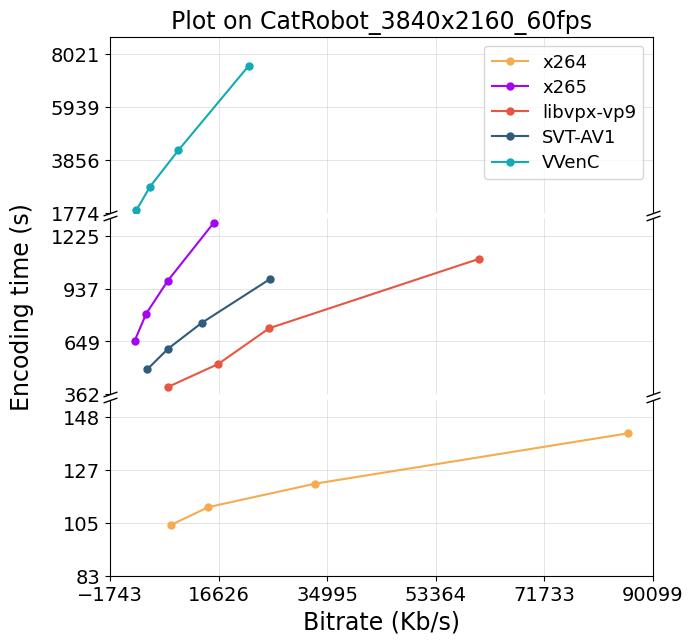 Plot on CatRobot_3840x2160_60fps
x264
x265
libvpx-vp9
SVT-AV1
VVenC
8021
5939
3856
1774
1225
937
649
362
148
127
105
83
Encoding time (s)
−1743
16626
34995
53364
71733
90099
Bitrate (Kb/s)